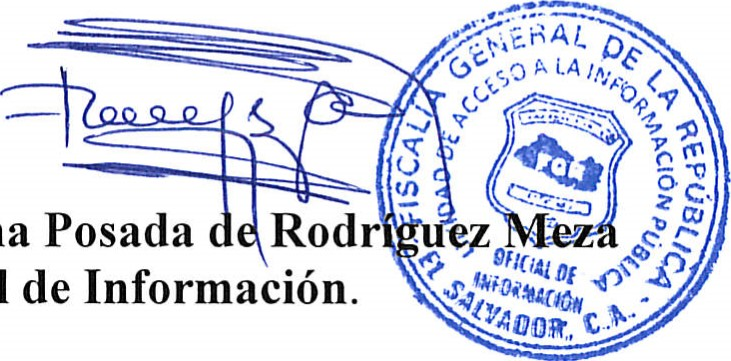 FISCALÍA GENERAL DE LA REPÚBLICA
UNIDAD DE ACCESO A LA INFORMACIÓN PÚBLICA
FGR
OFICIAL DE
INFORMACIÓN
EL SALVADOR, C.A.
na Posada de Rodríguez Meza
l de Información.